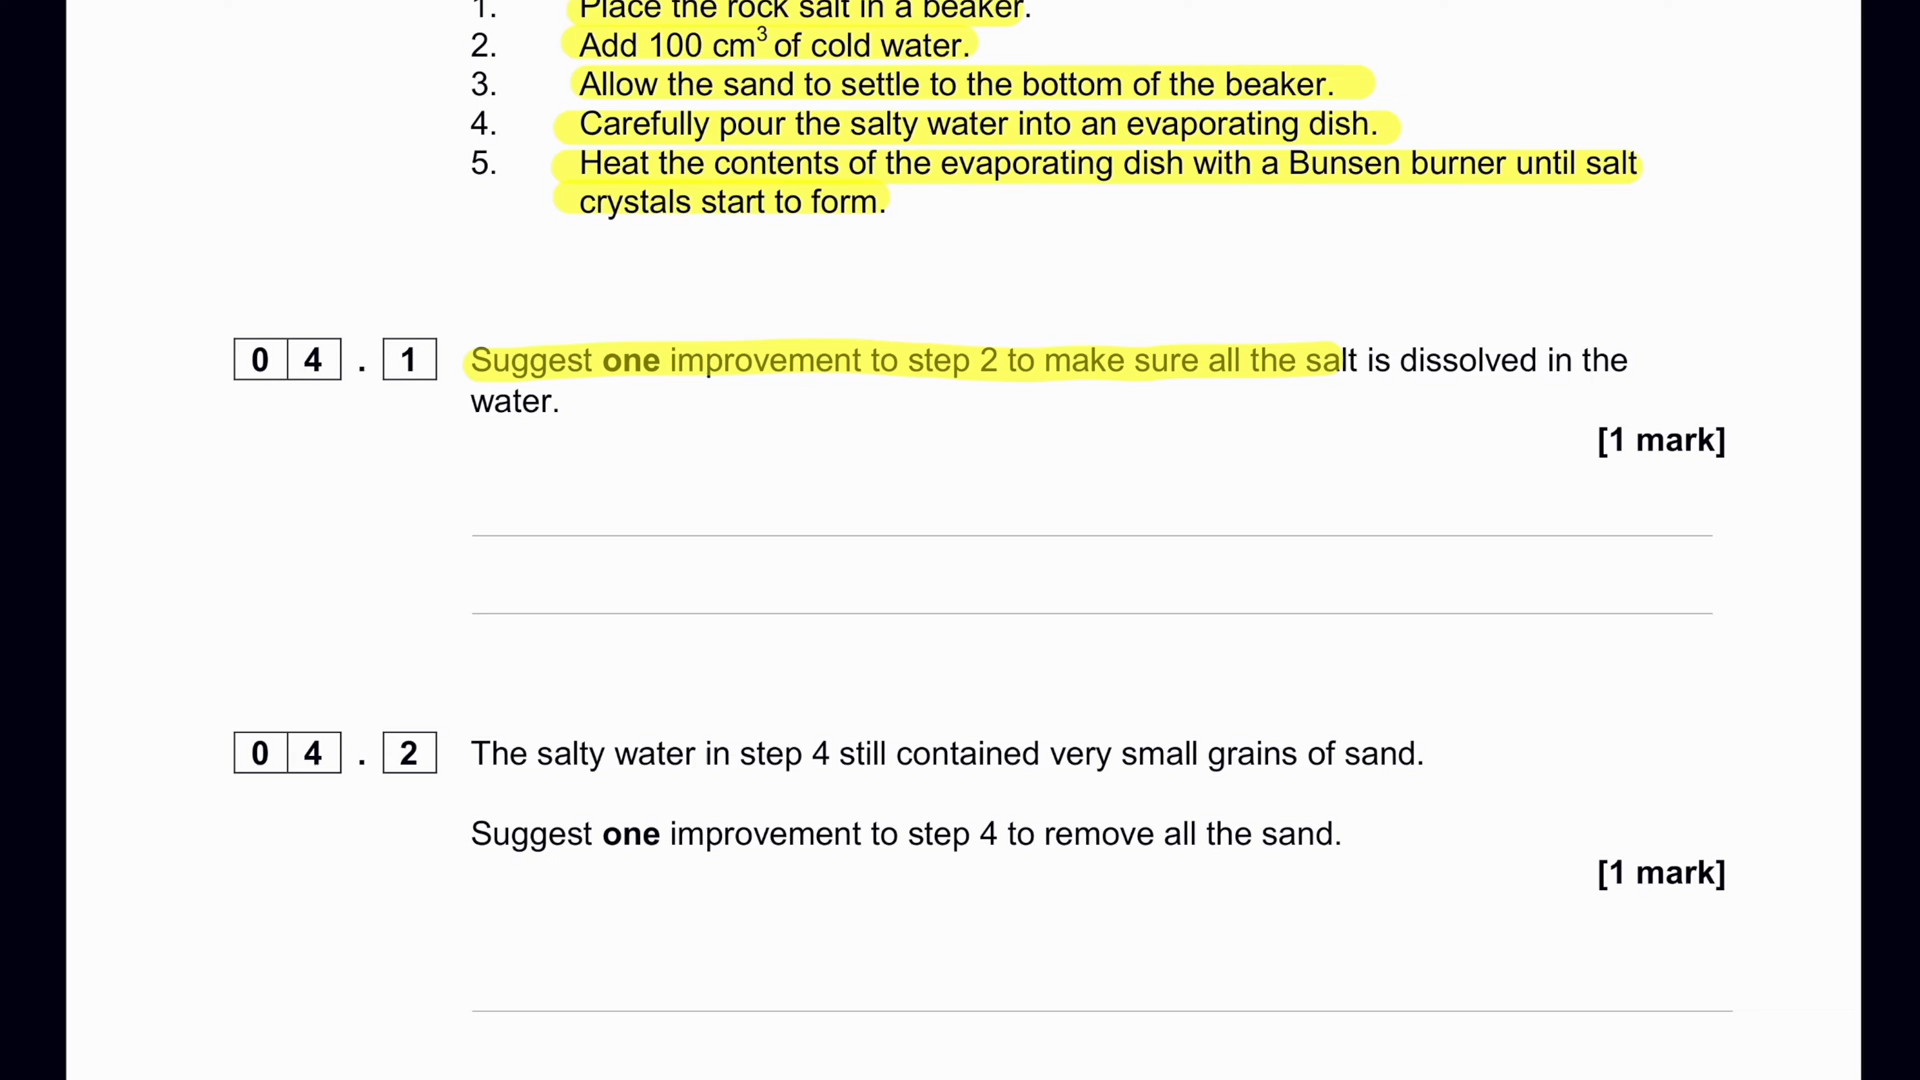 1. Place the rock salt in a beaker.
2. Add 100 cm³ of cold water.
3. Allow the sand to settle to the bottom of the beaker.
4. Carefully pour the salty water into an evaporating dish.
5. Heat the contents of the evaporating dish with a Bunsen burner until salt
crystals start to form.
0 4 . 1 Suggest one improvement to step 2 to make sure all the salt is dissolved in the
water.
[1 mark]
0 4 . 2 The salty water in step 4 still contained very small grains of sand.
Suggest one improvement to step 4 to remove all the sand.
[1 mark]